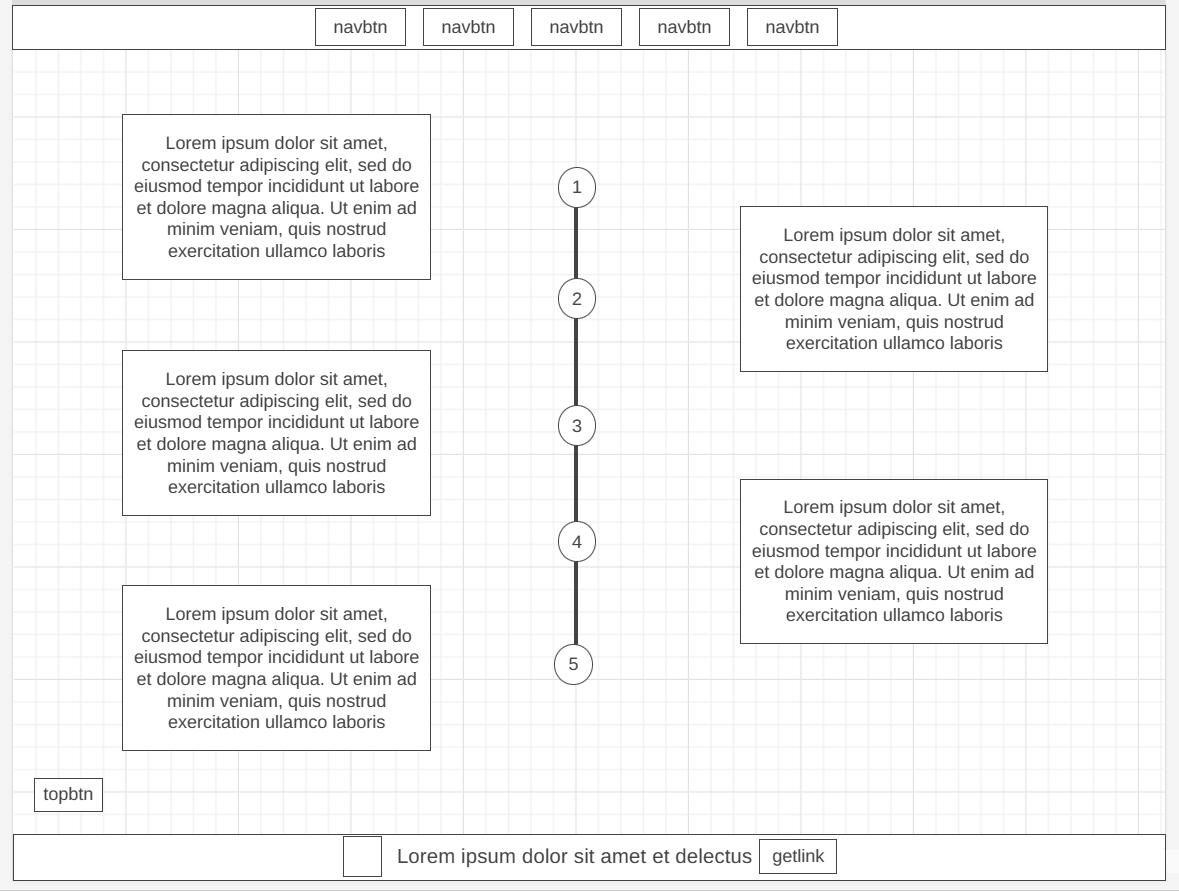 navbtn navbtn navbtn navbtn navbtn
Lorem ipsum dolor sit amet,
consectetur adipiscing elit, sed do
eiusmod tempor incididunt ut labore
et dolore magna aliqua. Ut enim ad
minim veniam, quis nostrud
exercitation ullamco laboris
1
Lorem ipsum dolor sit amet,
consectetur adipiscing elit, sed do
eiusmod tempor incididunt ut labore
et dolore magna aliqua. Ut enim ad
minim veniam, quis nostrud
exercitation ullamco laboris
2
Lorem ipsum dolor sit amet,
consectetur adipiscing elit, sed do
eiusmod tempor incididunt ut labore
et dolore magna aliqua. Ut enim ad
minim veniam, quis nostrud
exercitation ullamco laboris
3
Lorem ipsum dolor sit amet,
consectetur adipiscing elit, sed do
eiusmod tempor incididunt ut labore
et dolore magna aliqua. Ut enim ad
minim veniam, quis nostrud
exercitation ullamco laboris
4
Lorem ipsum dolor sit amet,
consectetur adipiscing elit, sed do
eiusmod tempor incididunt ut labore
et dolore magna aliqua. Ut enim ad
minim veniam, quis nostrud
exercitation ullamco laboris
5
topbtn
Lorem ipsum dolor sit amet et delectus getlink